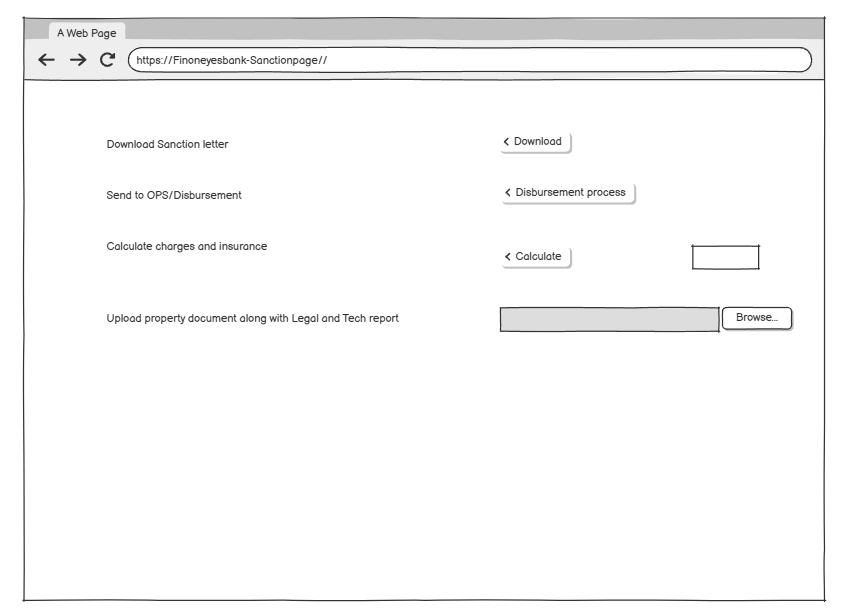 A Web Page
https://Finoneyesbank-Sanctionpage//
Download Sanction letter
Download
Send to OPS/Disbursement
Disbursement process
Calculate charges and insurance
Calculate
Upload property document along with Legal and Tech report
Browse...